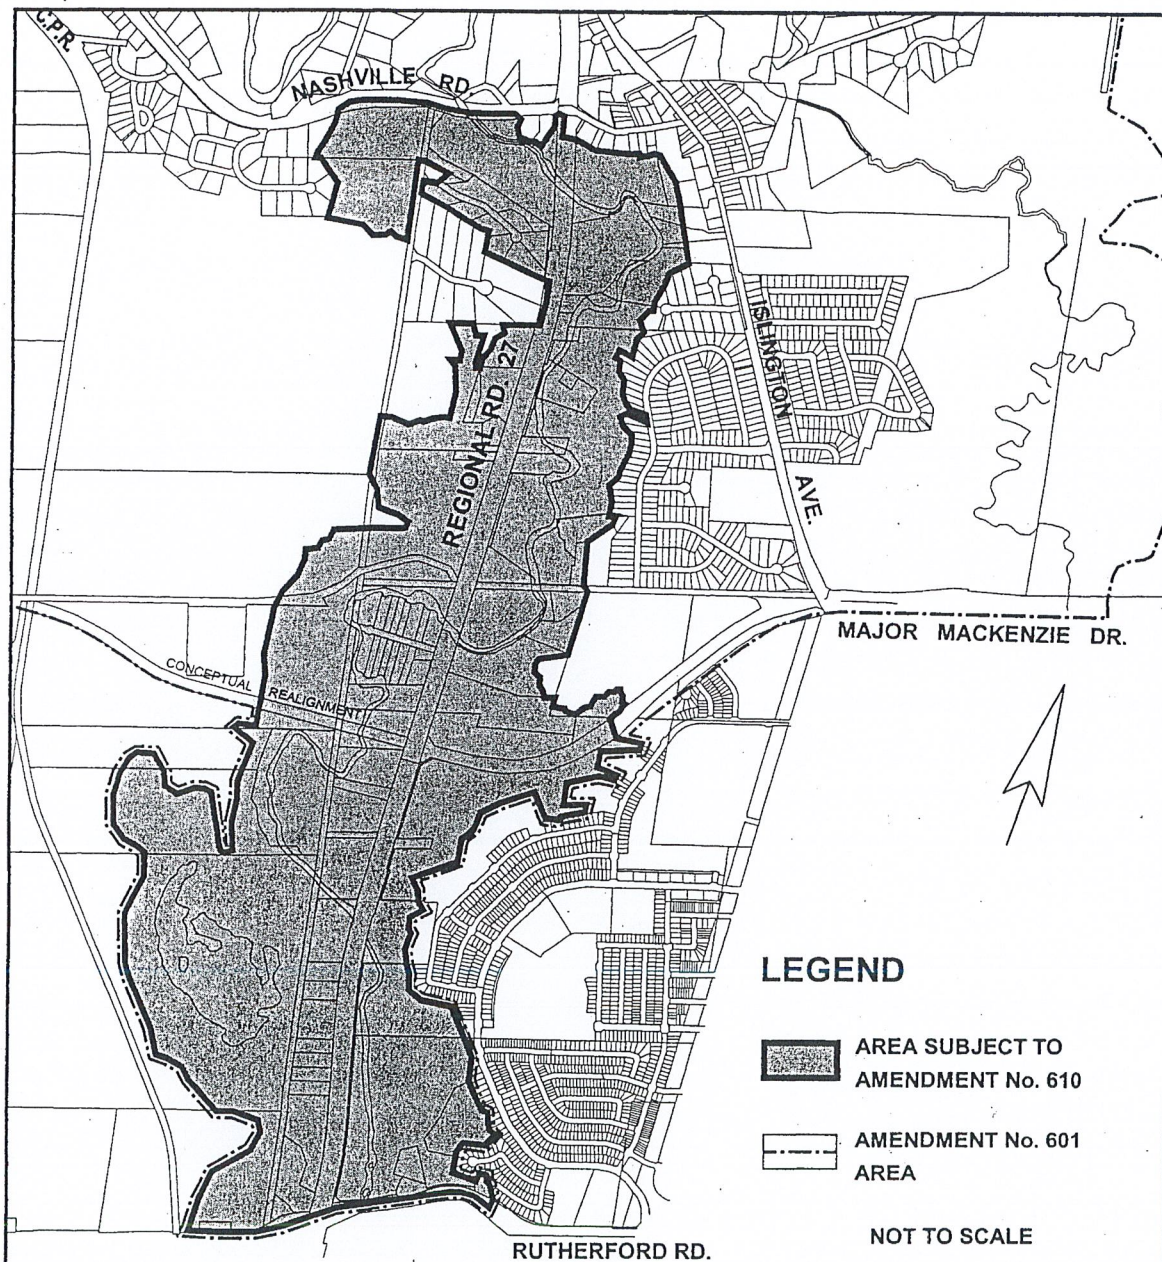 C.P.R.
NASHVILLE RD.
REGIONAL RD. 27
ISLINGTON AVE.
MAJOR MACKENZIE DR.
CONCEPTUAL REALIGNMENT
LEGEND
AREA SUBJECT TO
AMENDMENT No. 610
AMENDMENT No. 601
AREA
NOT TO SCALE
RUTHERFORD RD.